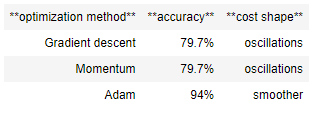 **optimization method** **accuracy** **cost shape**
Gradient descent 79.7% oscillations
Momentum 79.7% oscillations
Adam 94% smoother